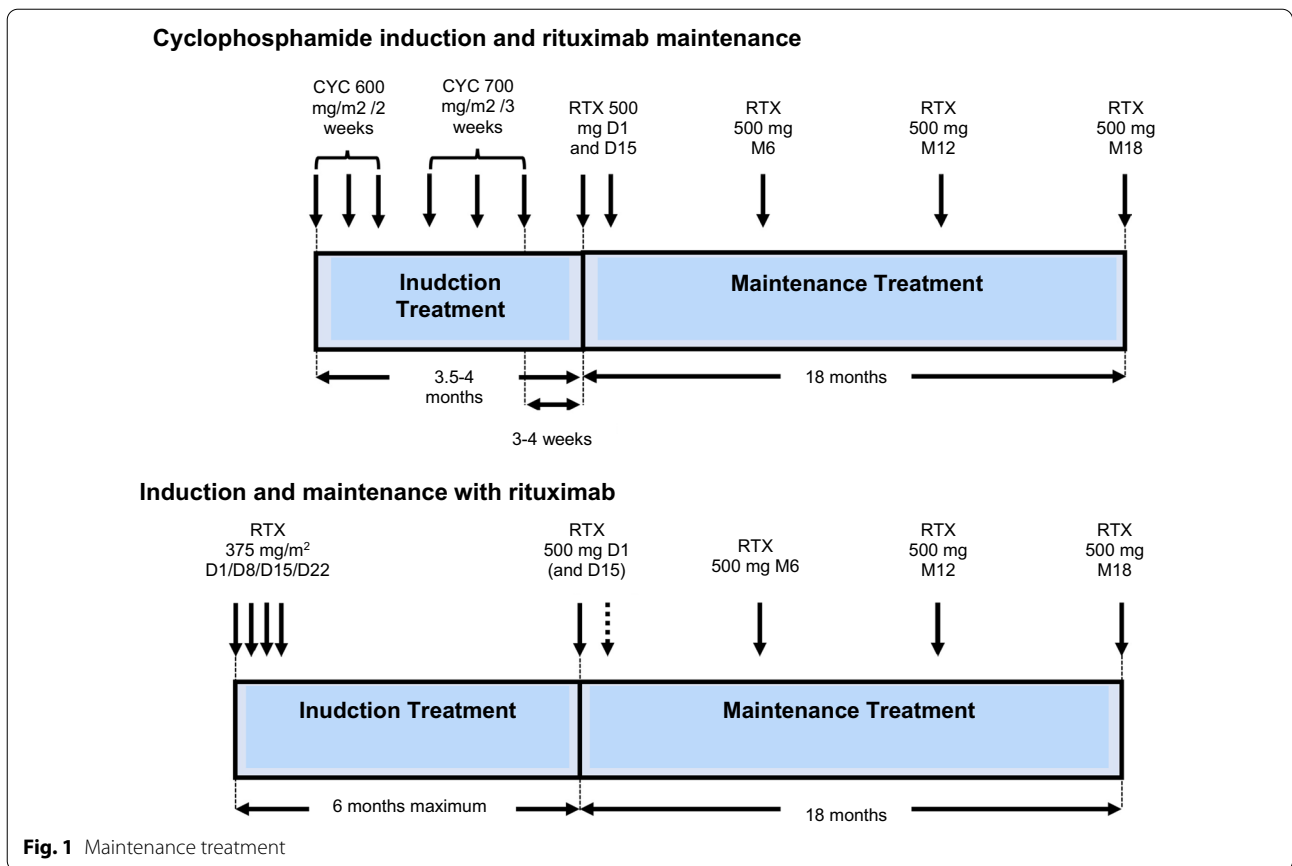 Cyclophosphamide induction and rituximab maintenance
CYC 600
mg/m2 /2
weeks
CYC 700
mg/m2 /3
weeks
RTX 500
mg D1
and D15
RTX
500 mg
M6
RTX
500 mg
M12
RTX
500 mg
M18
Inudction
Treatment
Maintenance Treatment
3.5-4
months
18 months
3-4 weeks
Induction and maintenance with rituximab
RTX
375 mg/m²
D1/D8/D15/D22
RTX
500 mg D1
(and D15)
RTX
500 mg M6
RTX
500 mg
M12
RTX
500 mg
M18
Inudction Treatment
Maintenance Treatment
6 months maximum
18 months
Fig. 1 Maintenance treatment